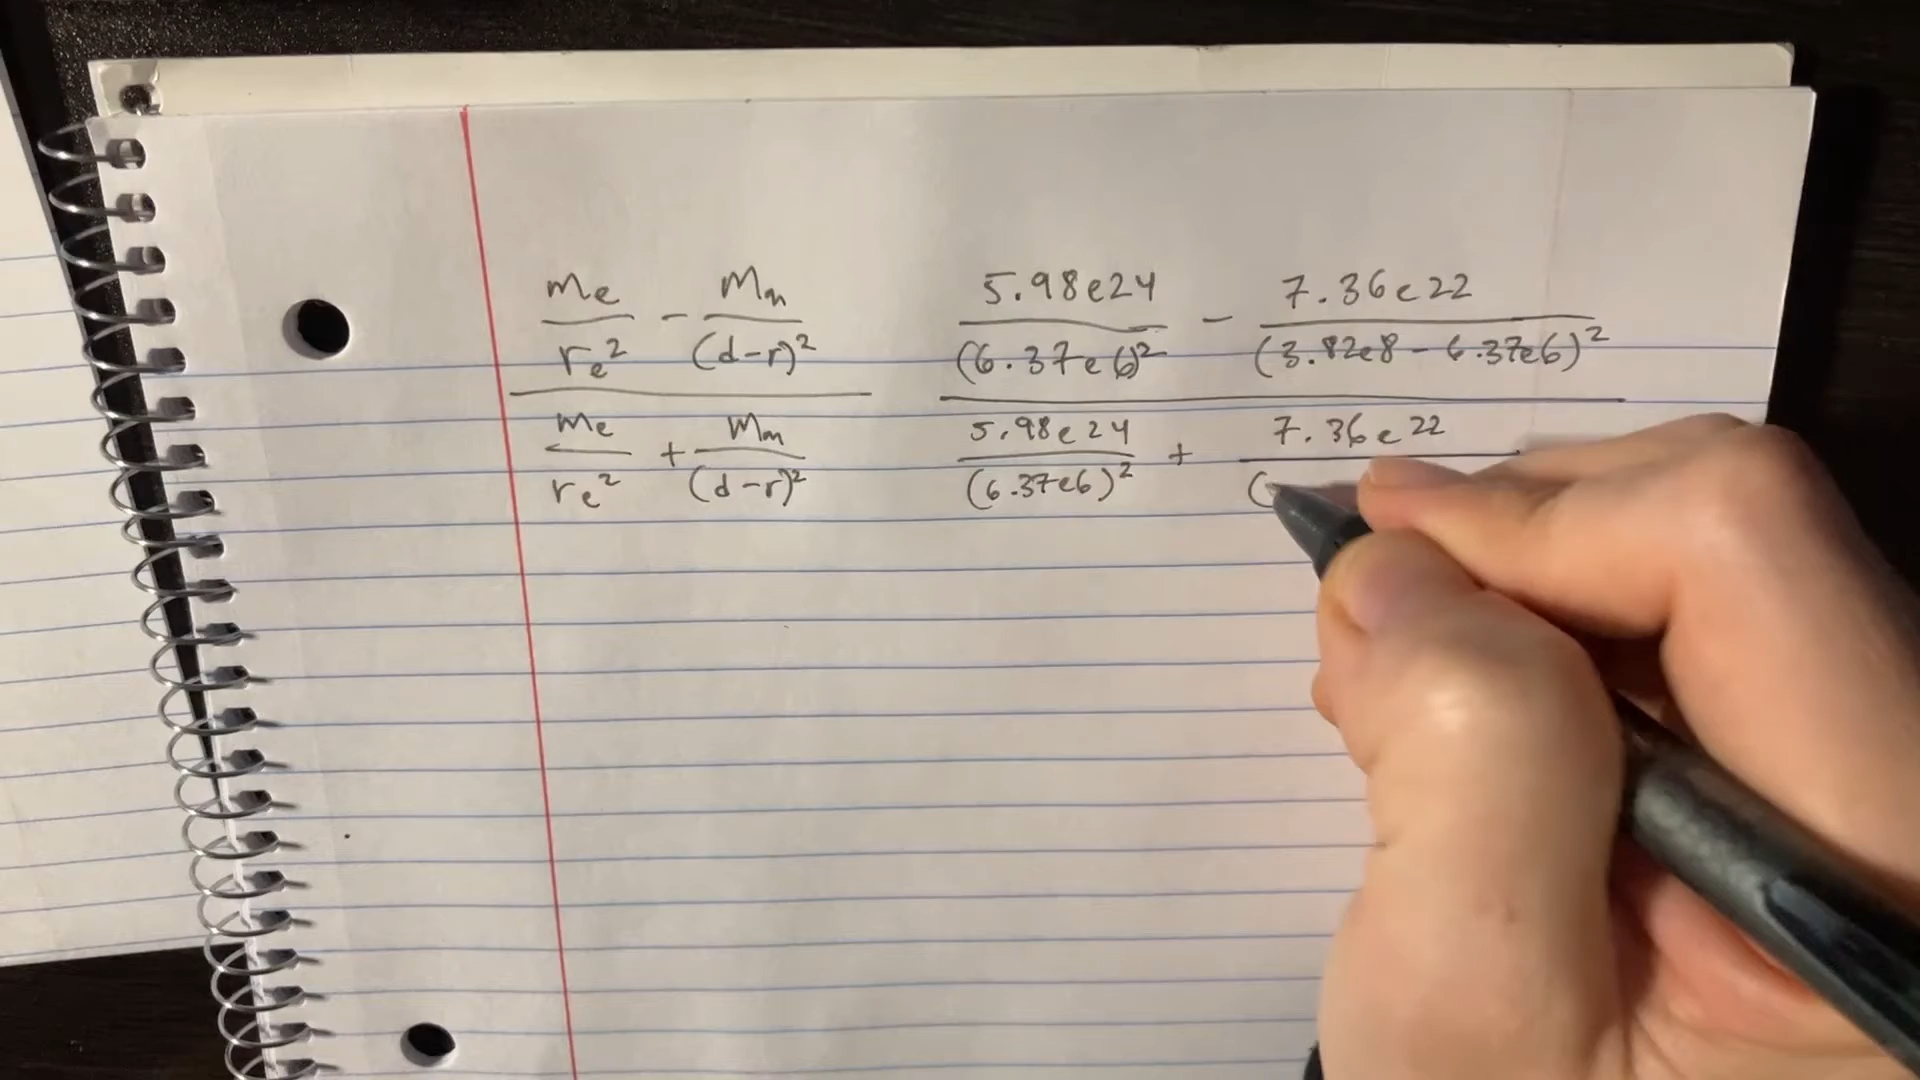 me/re² - Mm/(d-r)² 5.98e24/(6.37e6)² - 7.36e22/(3.82e8 - 6.37e6)²
me/re² + Mm/(d-r)² 5.98e24/(6.37e6)² + 7.36e22/(